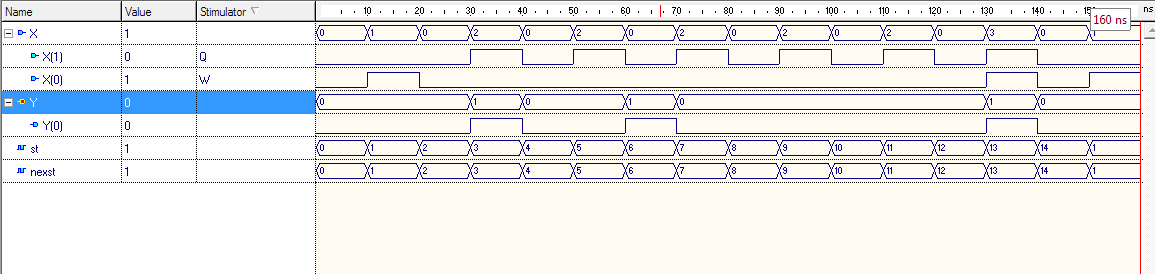 Name Value Stimulator 10 20 30 40 50 60 70 80 90 100 110 120 130 140 ns
160 ns
X 1 0 1 0 2 0 2 0 2 0 2 0 2 0 3 0 1
X(1) 0 Q
X(0) 1 W
Y 0 0 1 0 1 0 1 0
Y(0) 0
st 1 0 1 2 3 4 5 6 7 8 9 10 11 12 13 14 1
nexst 1 0 1 2 3 4 5 6 7 8 9 10 11 12 13 14 1